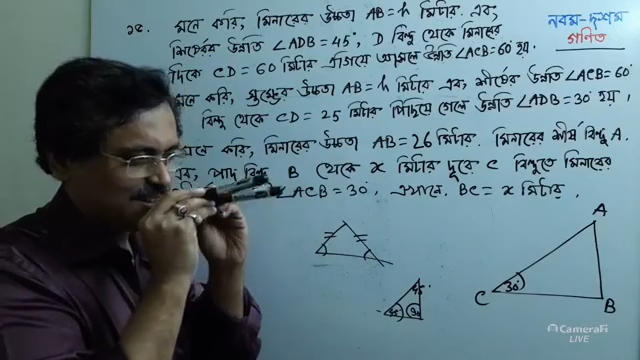 নবম-দশম
গণিত
মনে করি, মিনারের উচ্চতা AB = h মিটার। এবং
শীর্ষের উন্নতি ∠ADB = 45°, D বিন্দু থেকে মিনারের
দিকে CD = 60 মিটার এগিয়ে আসলে উন্নতি ∠ACB = 60° হয়।
মনে করি, স্তম্ভের উচ্চতা AB = h মিটার এবং, শীর্ষের উন্নতি ∠ACB = 60°
বিন্দু থেকে CD = 25 মিটার পিছিয়ে গেলে উন্নতি ∠ADB = 30° হয়।
মনে করি, মিনারের উচ্চতা AB = 26 মিটার। মিনারের শীর্ষ বিন্দু A.
এবং, পাদ বিন্দু B থেকে x মিটার দূরে C বিন্দুতে মিনারের
∠ACB = 30°, এখানে, BC = x মিটার,
A
C
30°
B
CameraFi
LIVE